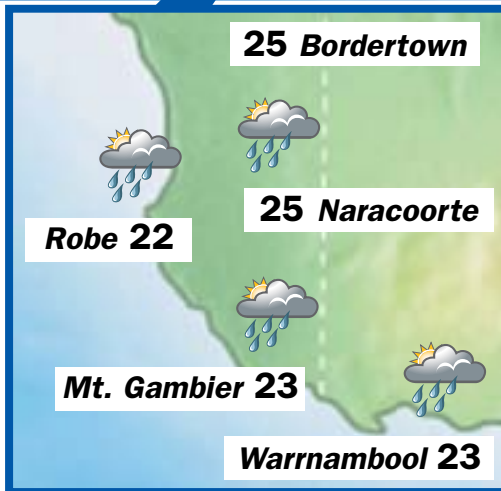 25 Bordertown
25 Naracoorte
Robe 22
Mt. Gambier 23
Warrnambool 23